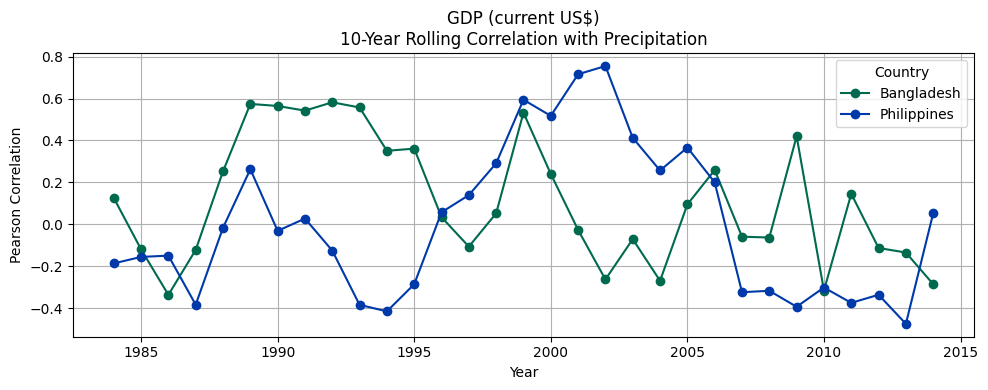 GDP (current US$)
10-Year Rolling Correlation with Precipitation
Pearson Correlation
0.8
0.6
0.4
0.2
0.0
−0.2
−0.4
Country
Bangladesh
Philippines
1985
1990
1995
2000
2005
2010
2015
Year